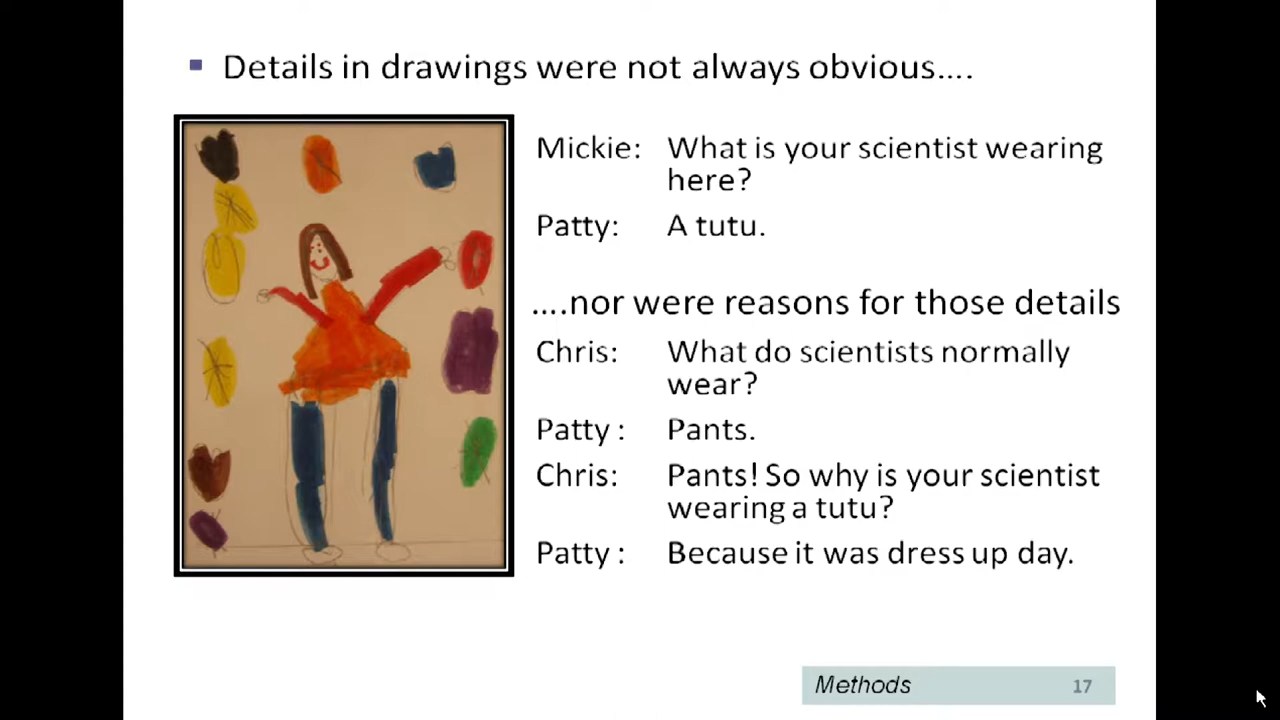 Details in drawings were not always obvious....
Mickie: What is your scientist wearing
here?
Patty: A tutu.
....nor were reasons for those details
Chris: What do scientists normally
wear?
Patty : Pants.
Chris: Pants! So why is your scientist
wearing a tutu?
Patty : Because it was dress up day.
Methods 17